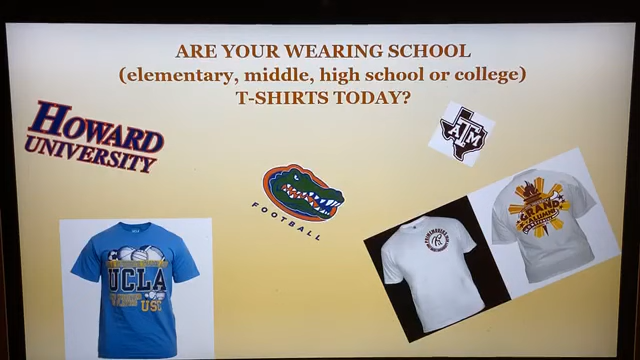 ARE YOUR WEARING SCHOOL
(elementary, middle, high school or college)
T-SHIRTS TODAY?
HOWARD
UNIVERSITY
ATM
FOOTBALL
UCLA
USC
GRAND
ALUMNI